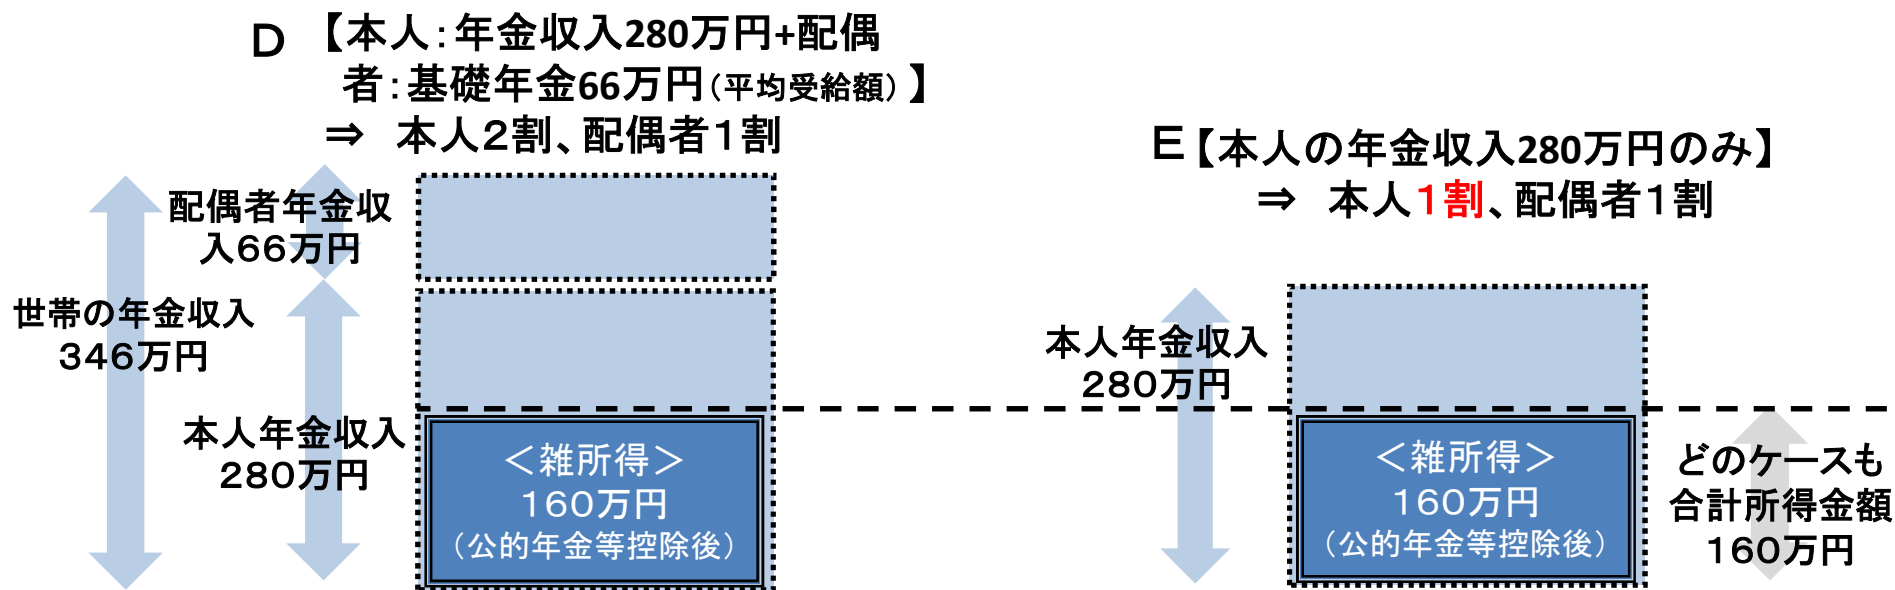 D 【本人：年金収入280万円+配偶
者：基礎年金66万円（平均受給額）】
⇒ 本人２割、配偶者１割
配偶者年金収
入６６万円
世帯の年金収入
３４６万円
本人年金収入
２８０万円
＜雑所得＞
１６０万円
（公的年金等控除後）
E【本人の年金収入280万円のみ】
⇒ 本人１割、配偶者１割
本人年金収入
２８０万円
＜雑所得＞
１６０万円
（公的年金等控除後）
どのケースも
合計所得金額
１６０万円